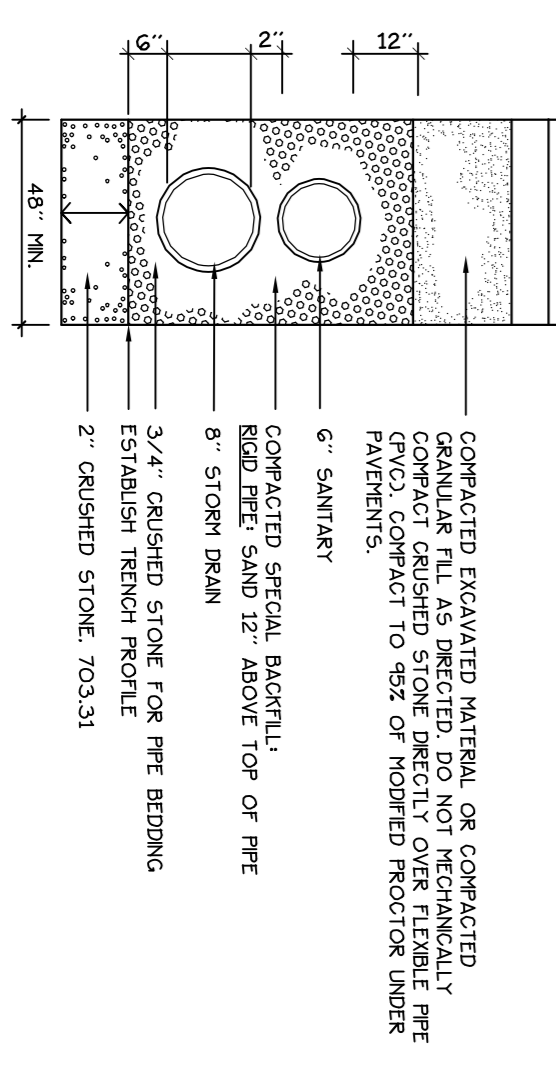 6"
2"
12"
48" MIN.
COMPACTED EXCAVATED MATERIAL OR COMPACTED
GRANULAR FILL AS DIRECTED. DO NOT MECHANICALLY
COMPACT CRUSHED STONE DIRECTLY OVER FLEXIBLE PIPE
(PVC). COMPACT TO 95% OF MODIFIED PROCTOR UNDER
PAVEMENTS.
6" SANITARY
COMPACTED SPECIAL BACKFILL:
RIGID PIPE: SAND 12" ABOVE TOP OF PIPE
8" STORM DRAIN
3/4" CRUSHED STONE FOR PIPE BEDDING
ESTABLISH TRENCH PROFILE
2" CRUSHED STONE, 703.31